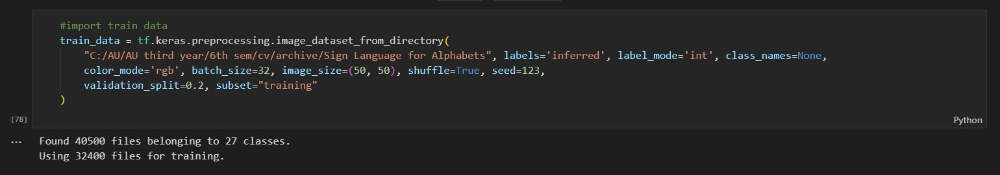 #import train data
train_data = tf.keras.preprocessing.image_dataset_from_directory(
    "C:/AU/AU third year/6th sem/cv/archive/Sign Language for Alphabets", labels='inferred', label_mode='int', class_names=None,
    color_mode='rgb', batch_size=32, image_size=(50, 50), shuffle=True, seed=123,
    validation_split=0.2, subset="training"
)
[78]
Python
... Found 40500 files belonging to 27 classes.
Using 32400 files for training.